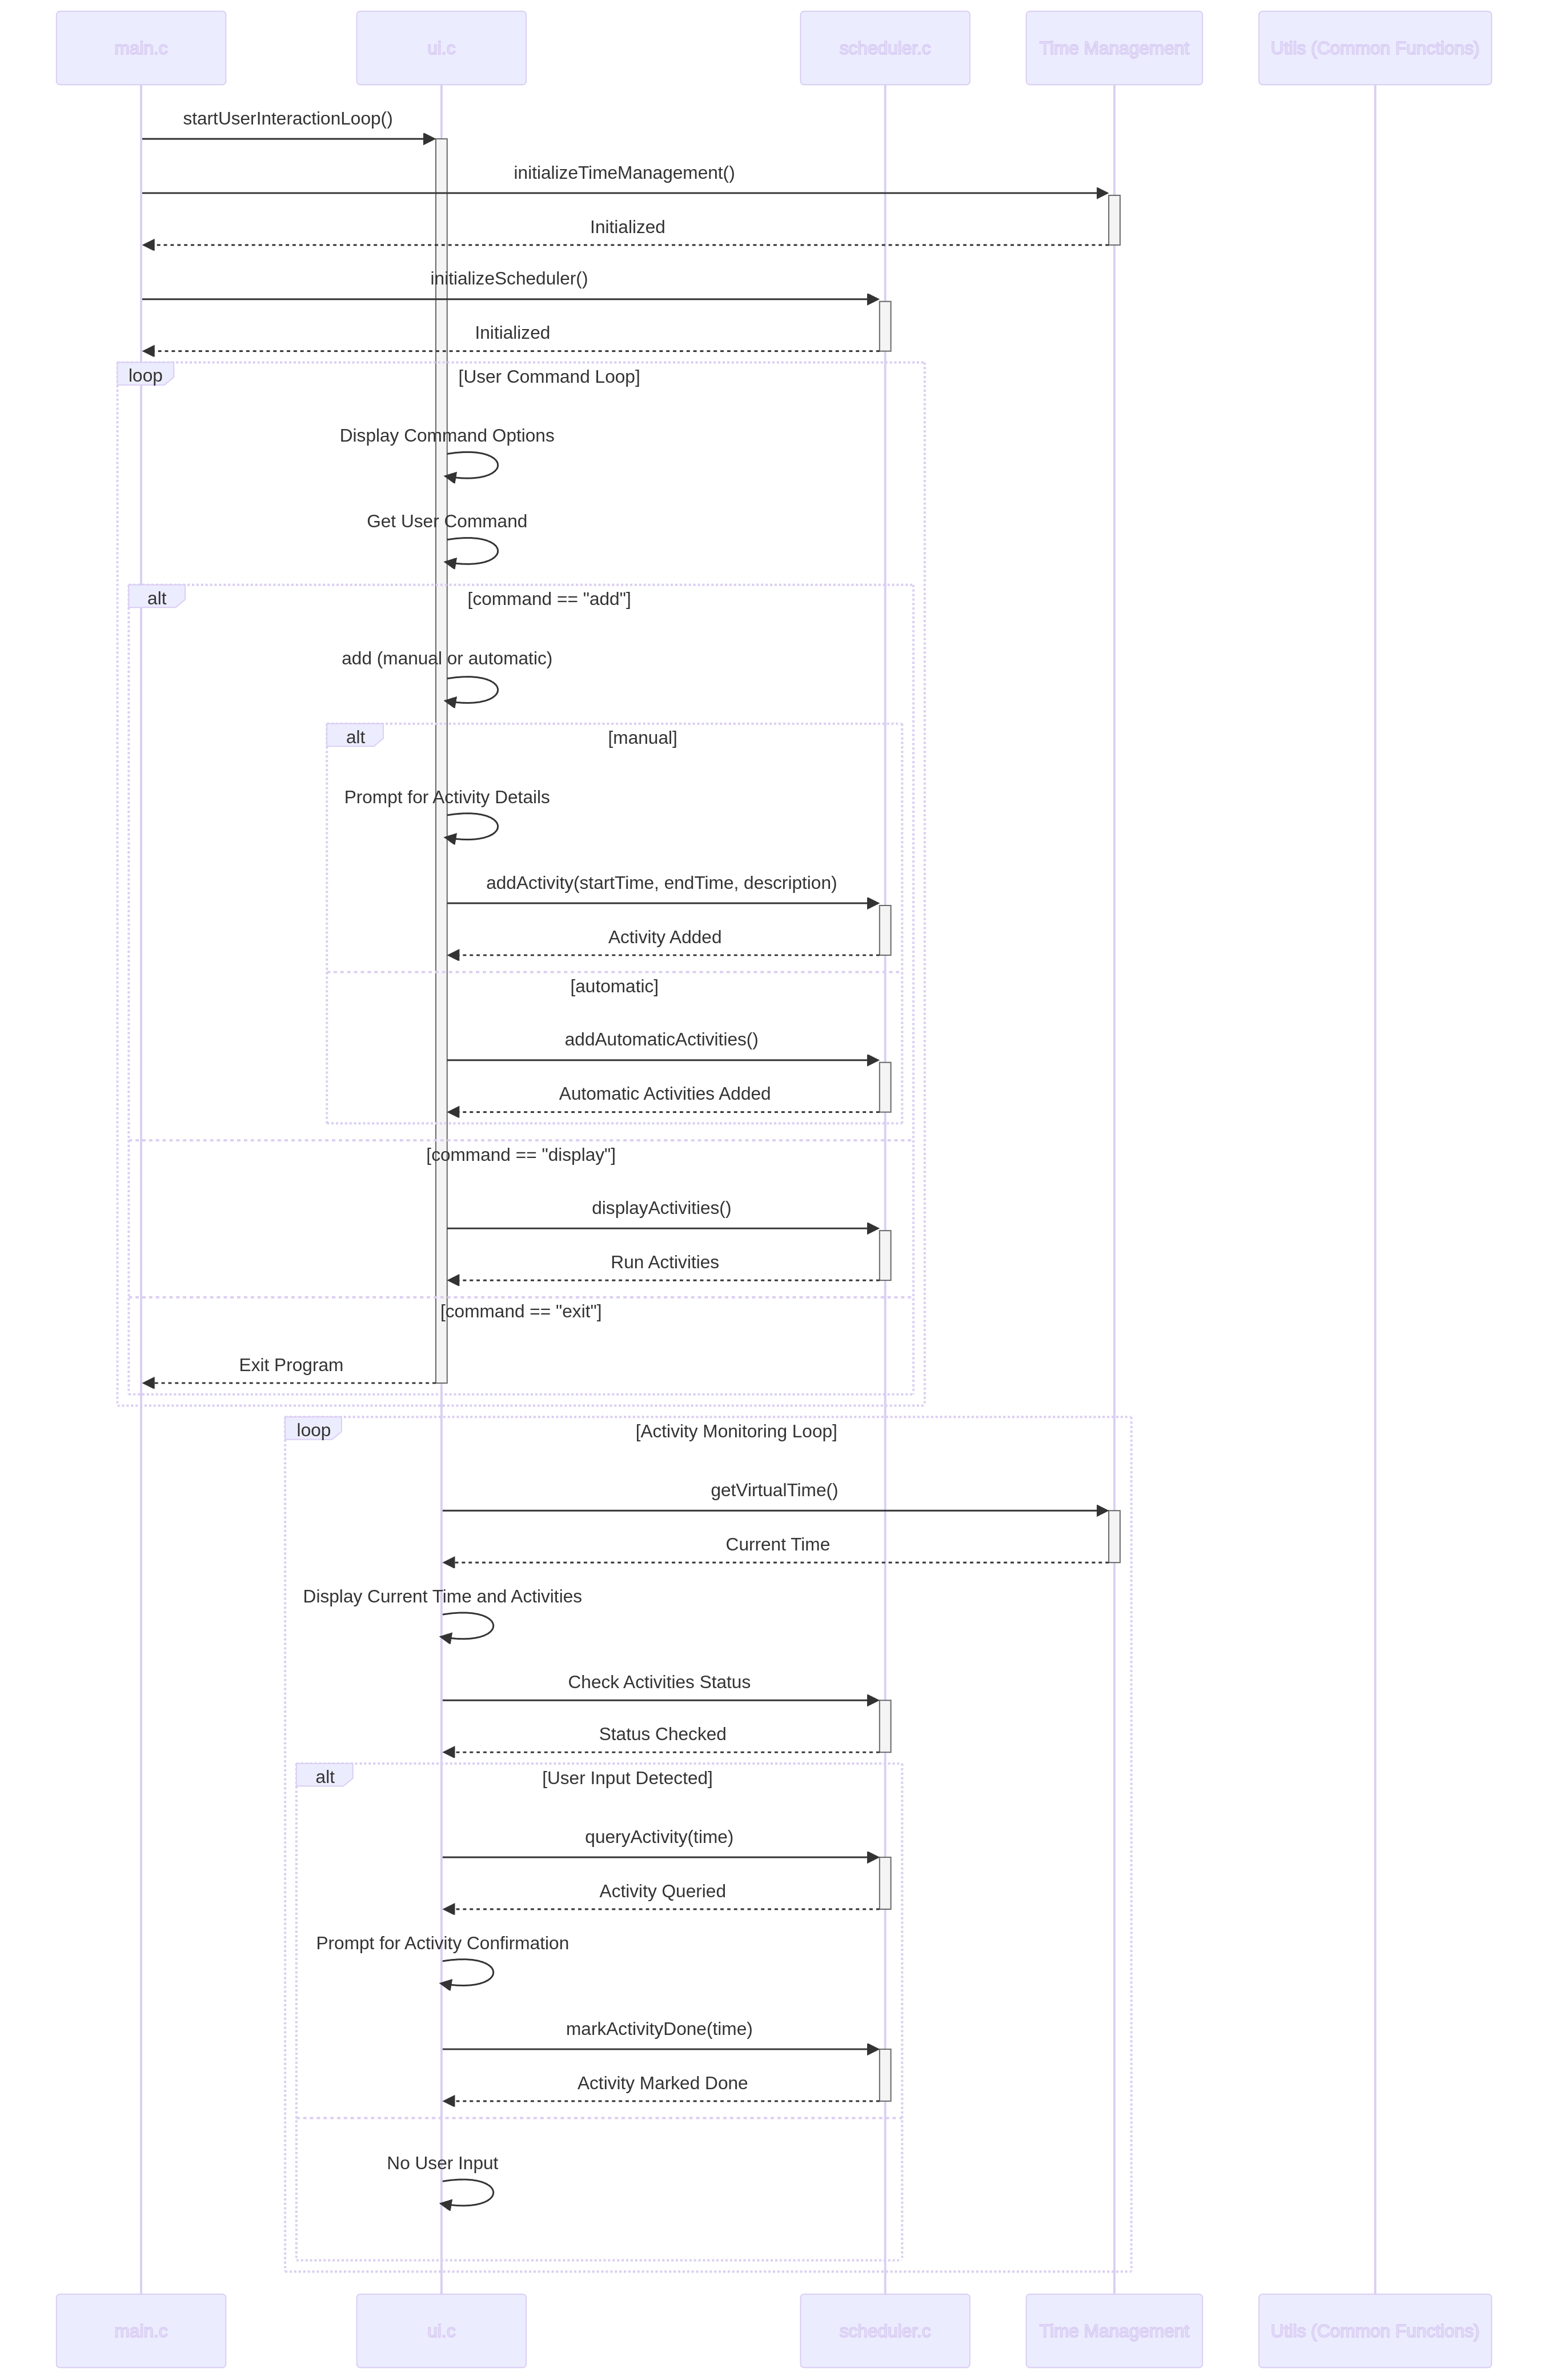 main.c
ui.c
scheduler.c
Time Management
Utils (Common Functions)
startUserInteractionLoop()
initializeTimeManagement()
Initialized
initializeScheduler()
Initialized
loop
[User Command Loop]
Display Command Options
Get User Command
alt
[command == "add"]
add (manual or automatic)
alt
[manual]
Prompt for Activity Details
addActivity(startTime, endTime, description)
Activity Added
[automatic]
addAutomaticActivities()
Automatic Activities Added
[command == "display"]
displayActivities()
Run Activities
[command == "exit"]
Exit Program
loop
[Activity Monitoring Loop]
getVirtualTime()
Current Time
Display Current Time and Activities
Check Activities Status
Status Checked
alt
[User Input Detected]
queryActivity(time)
Activity Queried
Prompt for Activity Confirmation
markActivityDone(time)
Activity Marked Done
No User Input
main.c
ui.c
scheduler.c
Time Management
Utils (Common Functions)